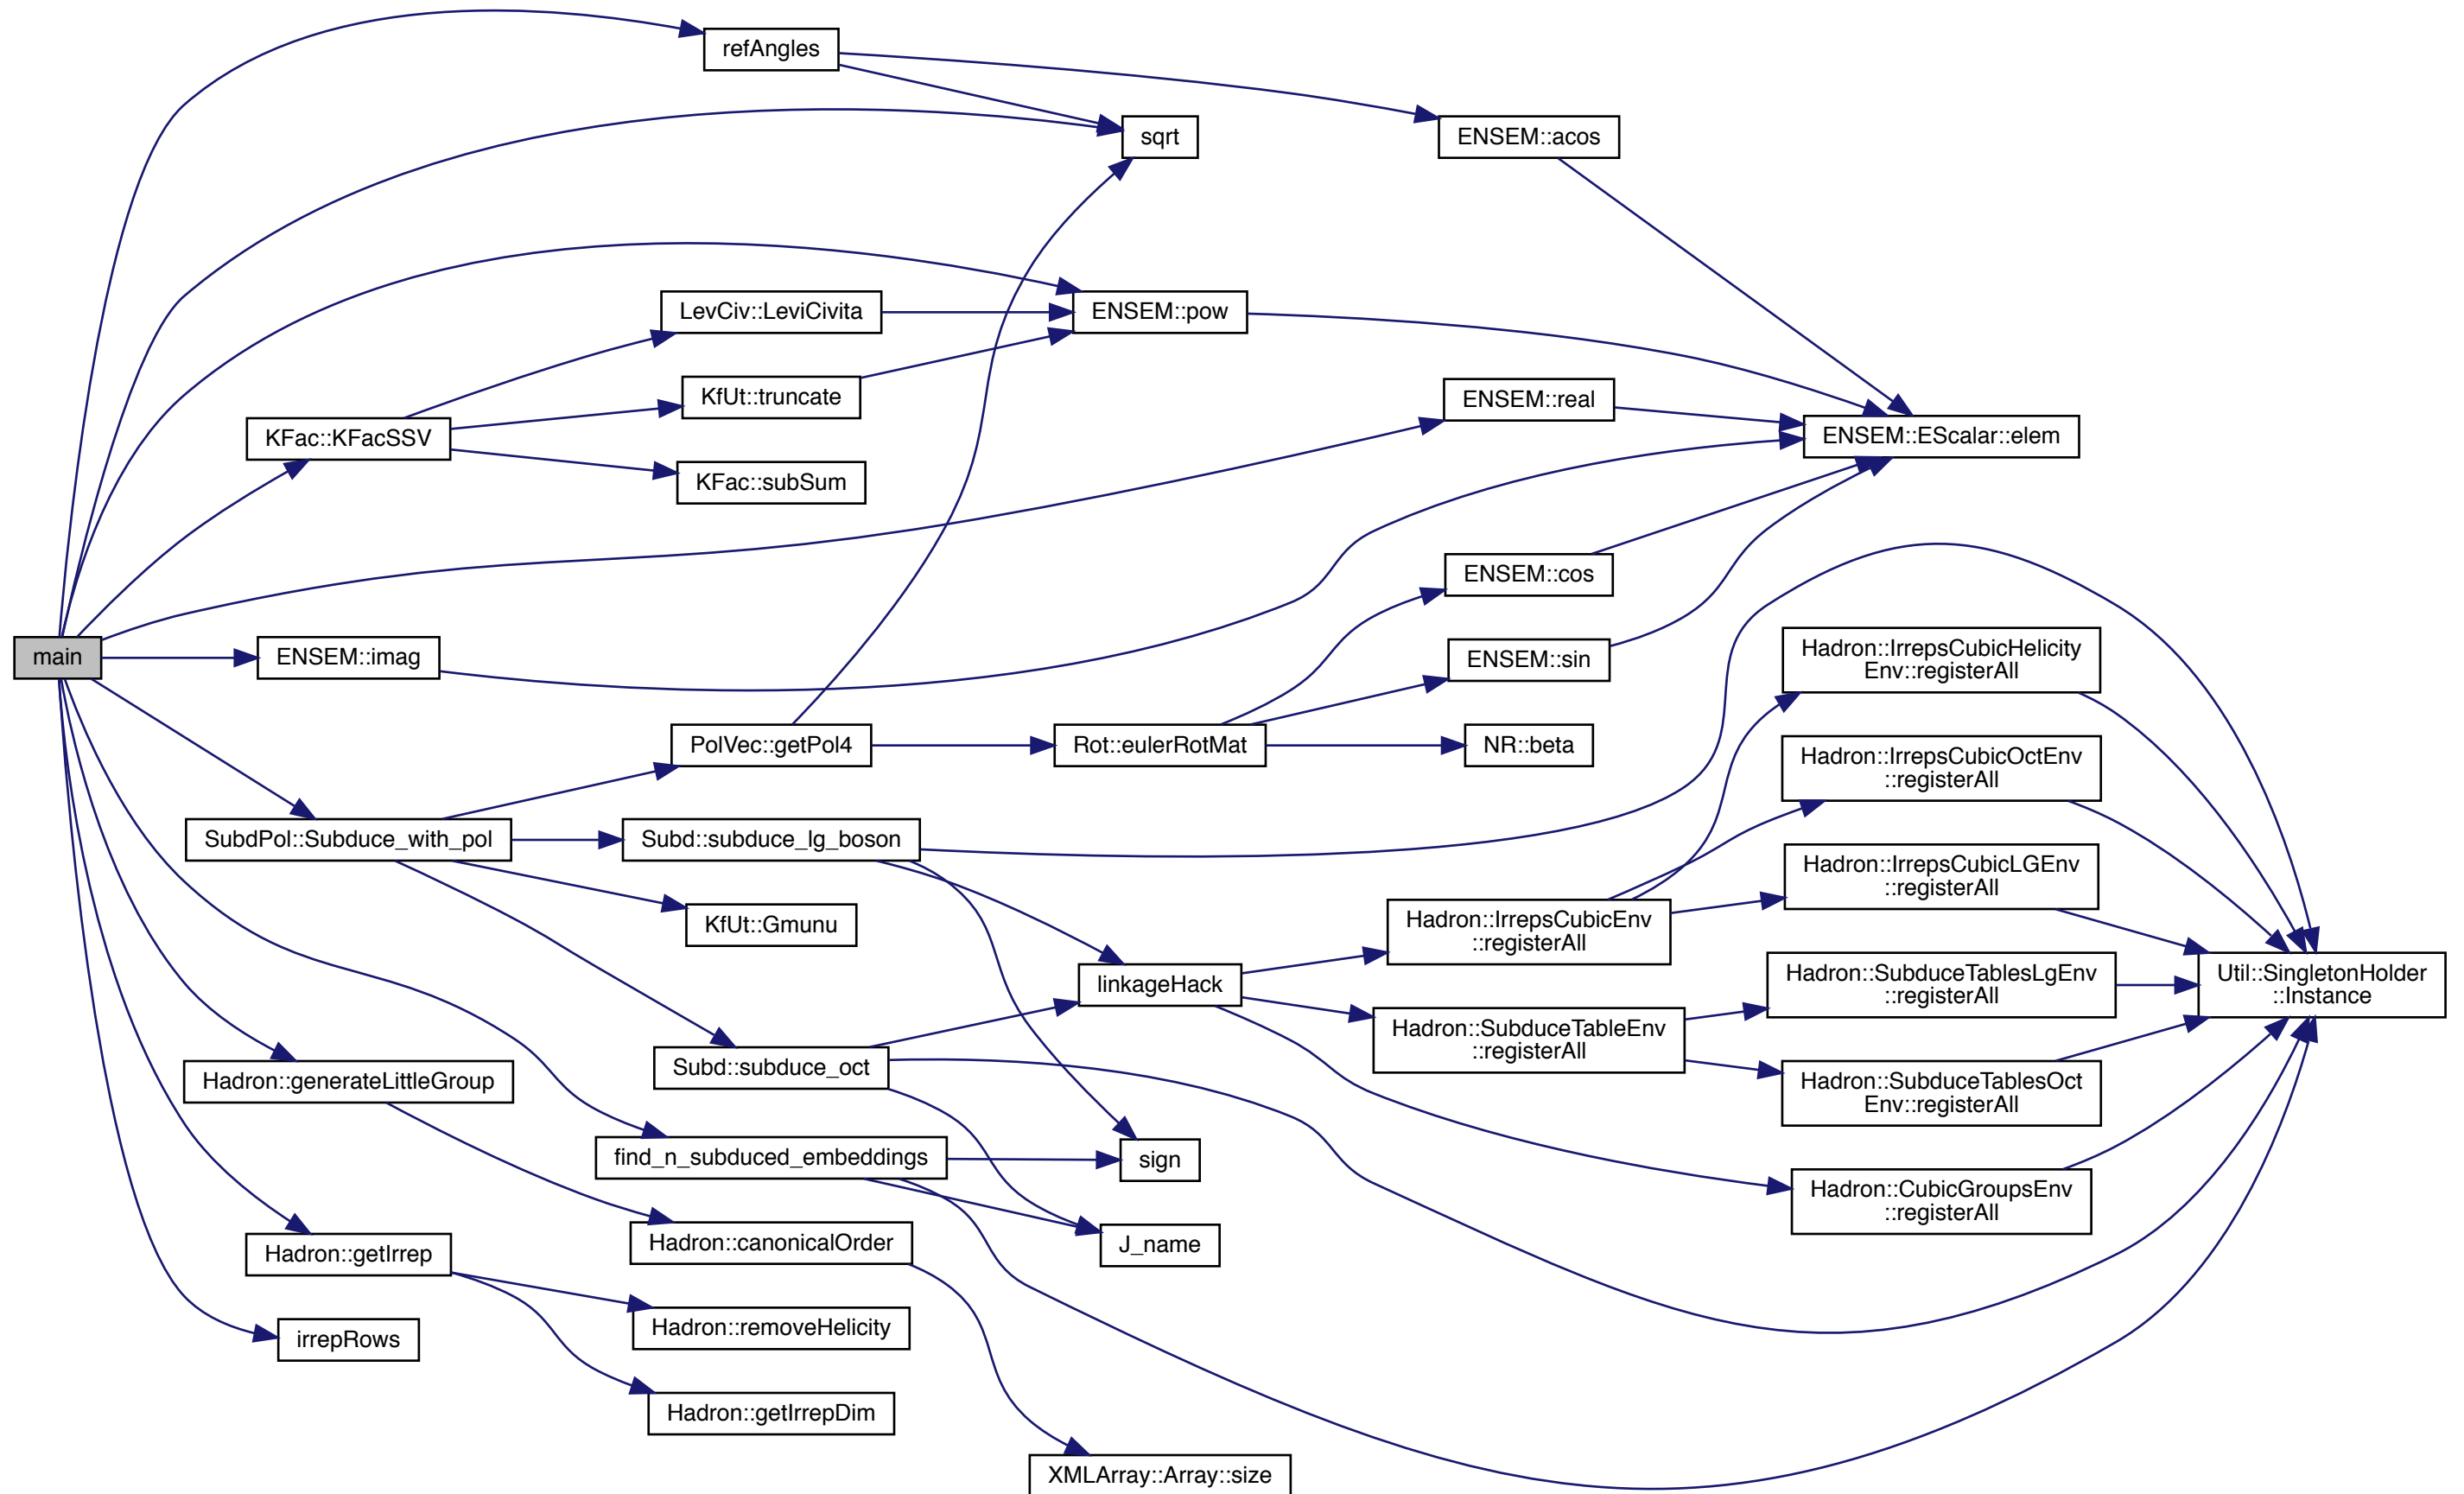 refAngles
sqrt
ENSEM::acos
LevCiv::LeviCivita
ENSEM::pow
KfUt::truncate
ENSEM::real
KFac::KFacSSV
ENSEM::EScalar::elem
KFac::subSum
ENSEM::cos
main
ENSEM::imag
ENSEM::sin
Hadron::IrrepsCubicHelicity
Env::registerAll
PolVec::getPol4
Rot::eulerRotMat
NR::beta
Hadron::IrrepsCubicOctEnv
::registerAll
SubdPol::Subduce_with_pol
Subd::subduce_lg_boson
Hadron::IrrepsCubicLGEnv
::registerAll
KfUt::Gmunu
Hadron::IrrepsCubicEnv
::registerAll
linkageHack
Hadron::SubduceTablesLgEnv
::registerAll
Util::SingletonHolder
::Instance
Hadron::SubduceTableEnv
::registerAll
Subd::subduce_oct
Hadron::generateLittleGroup
Hadron::SubduceTablesOct
Env::registerAll
find_n_subduced_embeddings
sign
Hadron::CubicGroupsEnv
::registerAll
Hadron::canonicalOrder
J_name
Hadron::getIrrep
Hadron::removeHelicity
irrepRows
Hadron::getIrrepDim
XMLArray::Array::size